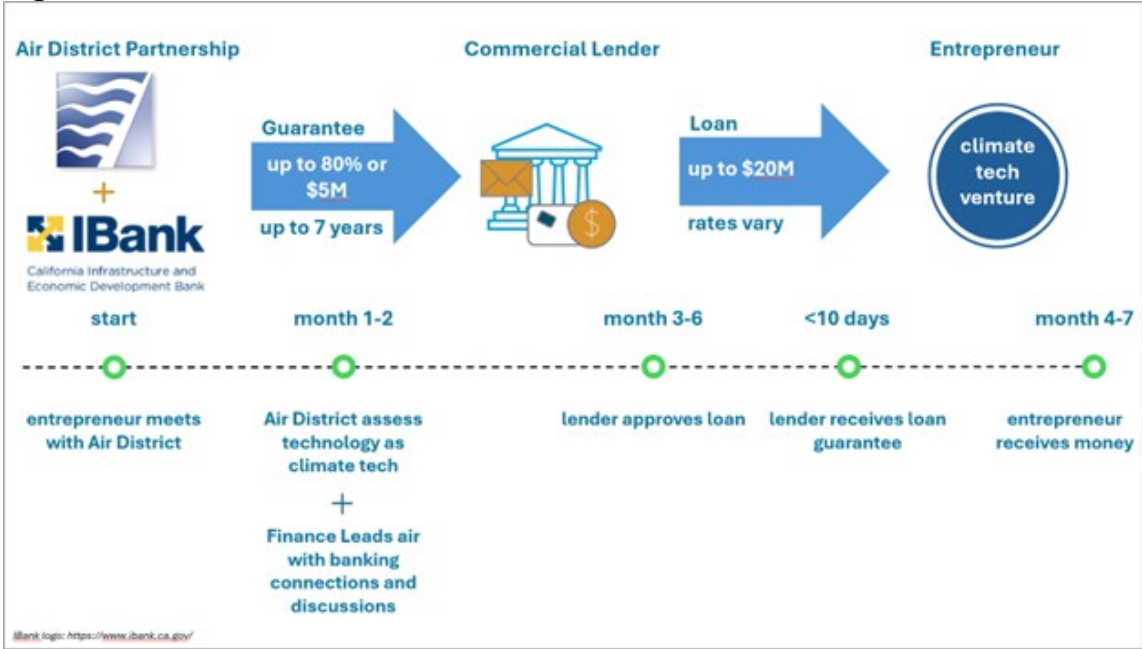 Air District Partnership
Commercial Lender
Entrepreneur
+
IBank
California Infrastructure and
Economic Development Bank
Guarantee
up to 80% or
$5M
up to 7 years
$
Loan
up to $20M
rates vary
climate
tech
venture
start
month 1-2
month 3-6
<10 days
month 4-7
entrepreneur meets
with Air District
Air District assess
technology as
climate tech
+
Finance Leads air
with banking
connections and
discussions
lender approves loan
lender receives loan
guarantee
entrepreneur
receives money
IBank logo: https://www.ibank.ca.gov/